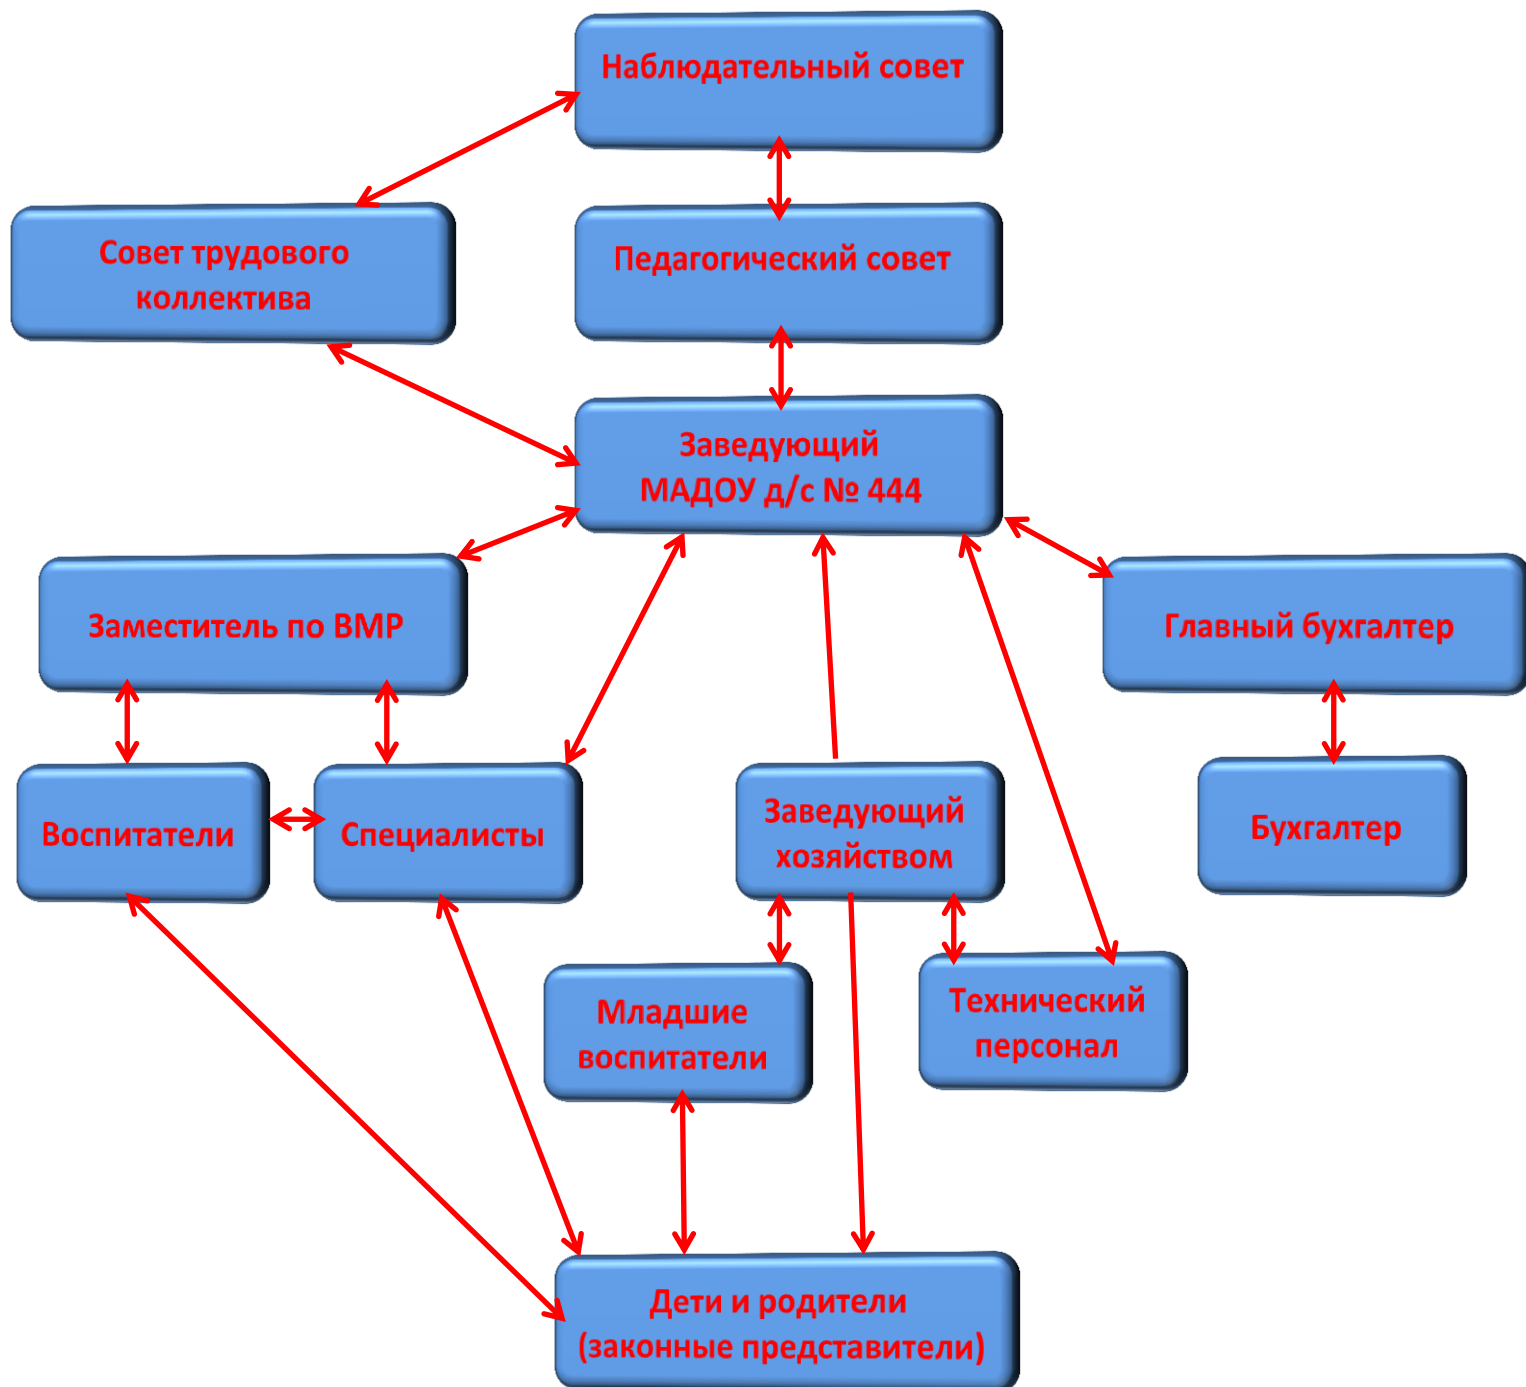 Наблюдательный совет
Совет трудового
коллектива
Педагогический совет
Заведующий
МАДОУ д/с № 444
Заместитель по ВМР
Главный бухгалтер
Воспитатели
Специалисты
Заведующий
хозяйством
Бухгалтер
Младшие
воспитатели
Технический
персонал
Дети и родители
(законные представители)